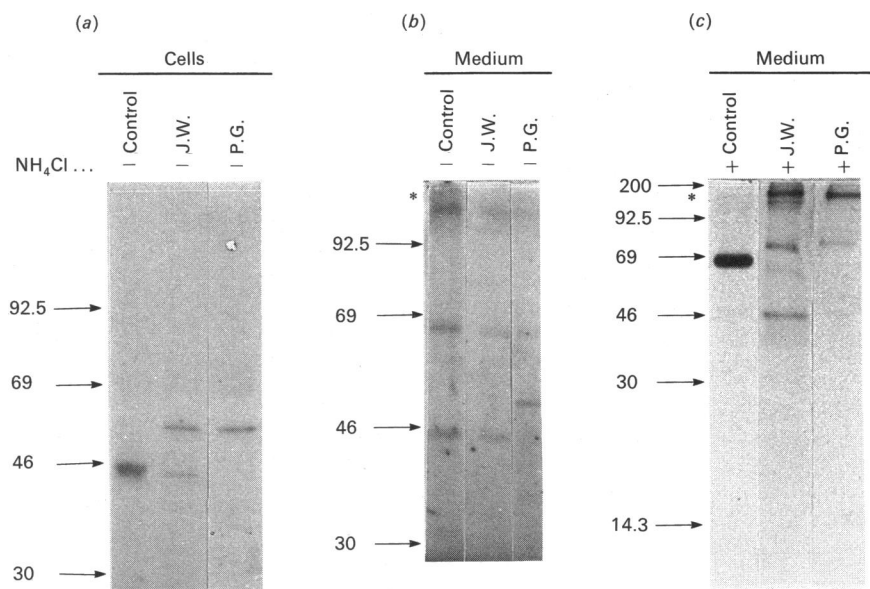 (a)
Cells
Control
J.W.
P.G.
NH₄Cl ... – – –
92.5
69
46
30
(b)
Medium
Control
J.W.
P.G.
– – –
*
92.5
69
46
30
(c)
Medium
Control
J.W.
P.G.
+ + +
200
*
92.5
69
46
30
14.3